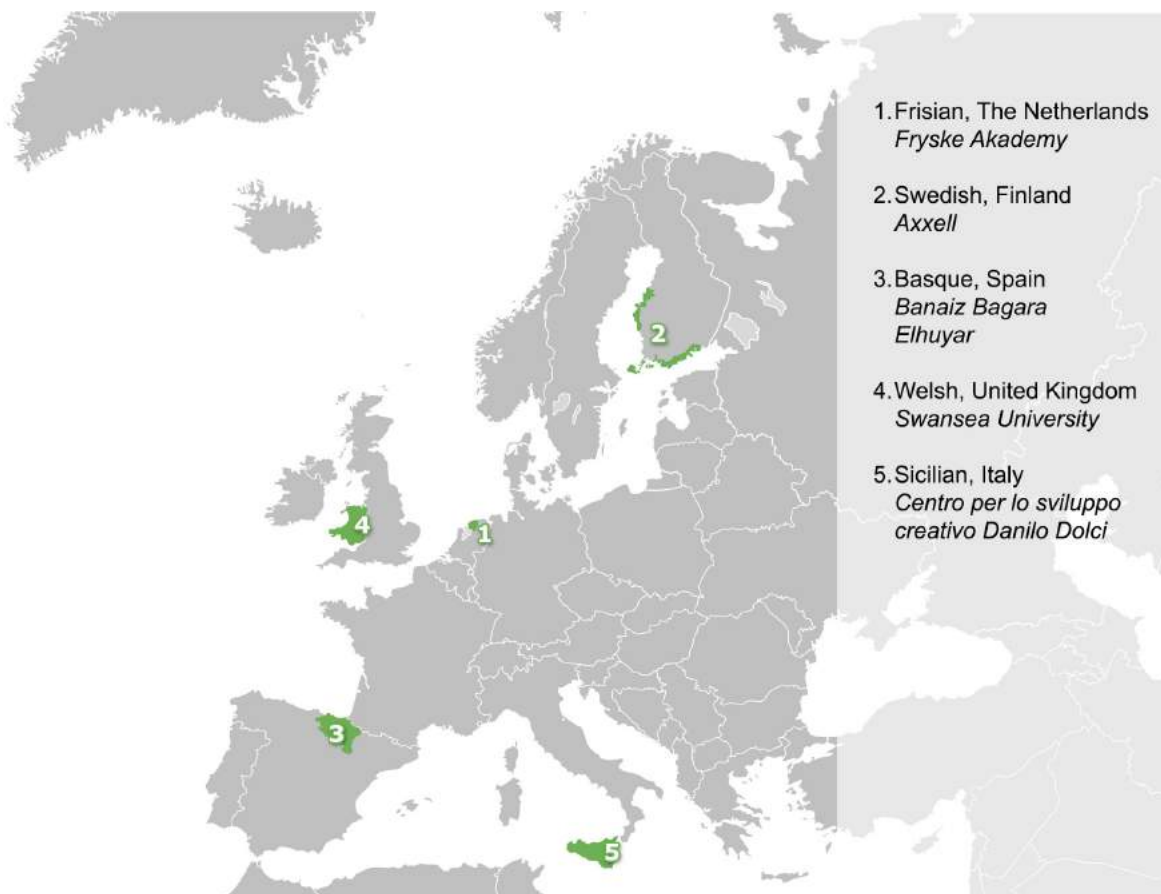 1. Frisian, The Netherlands
Fryske Akademy
2. Swedish, Finland
Axxell
3. Basque, Spain
Banaiz Bagara
Elhuyar
4. Welsh, United Kingdom
Swansea University
5. Sicilian, Italy
Centro per lo sviluppo
creativo Danilo Dolci
2
4
1
3
5